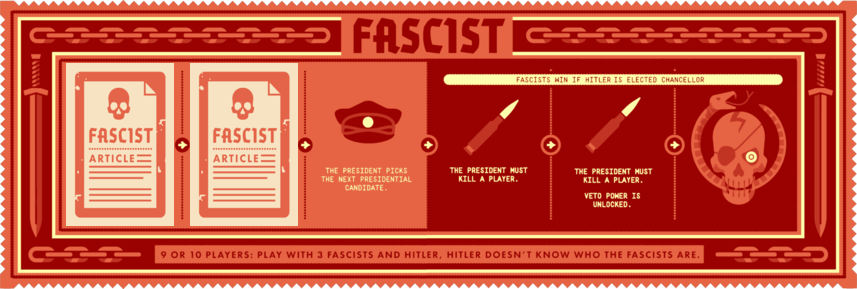 FASCIST
FASCISTS WIN IF HITLER IS ELECTED CHANCELLOR
FASCIST
ARTICLE
FASCIST
ARTICLE
THE PRESIDENT PICKS
THE NEXT PRESIDENTIAL
CANDIDATE.
THE PRESIDENT MUST
KILL A PLAYER.
THE PRESIDENT MUST
KILL A PLAYER.
VETO POWER IS
UNLOCKED.
9 OR 10 PLAYERS: PLAY WITH 3 FASCISTS AND HITLER, HITLER DOESN'T KNOW WHO THE FASCISTS ARE.